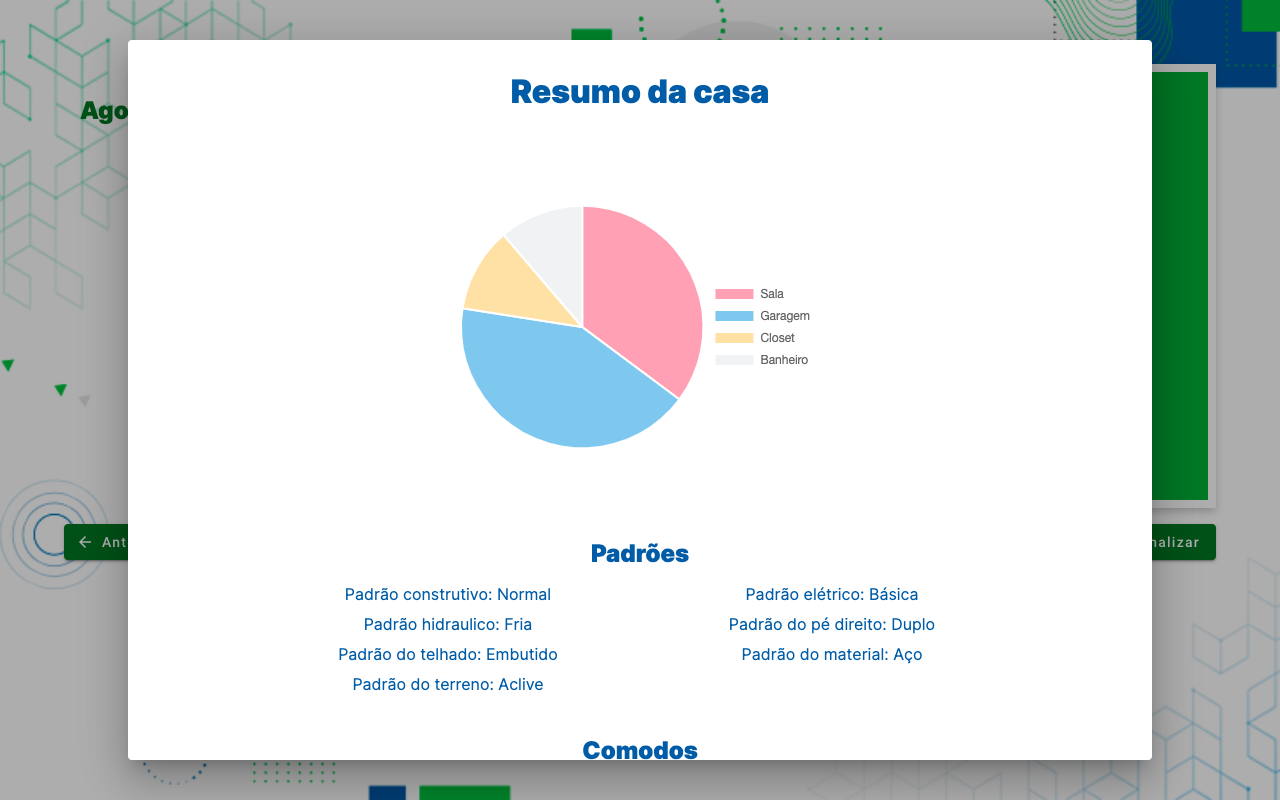 Resumo da casa
Sala
Garagem
Closet
Banheiro
Padrões
Padrão construtivo: Normal
Padrão elétrico: Básica
Padrão hidraulico: Fria
Padrão do pé direito: Duplo
Padrão do telhado: Embutido
Padrão do material: Aço
Padrão do terreno: Aclive
Comodos
Ago
Ant
nalizar